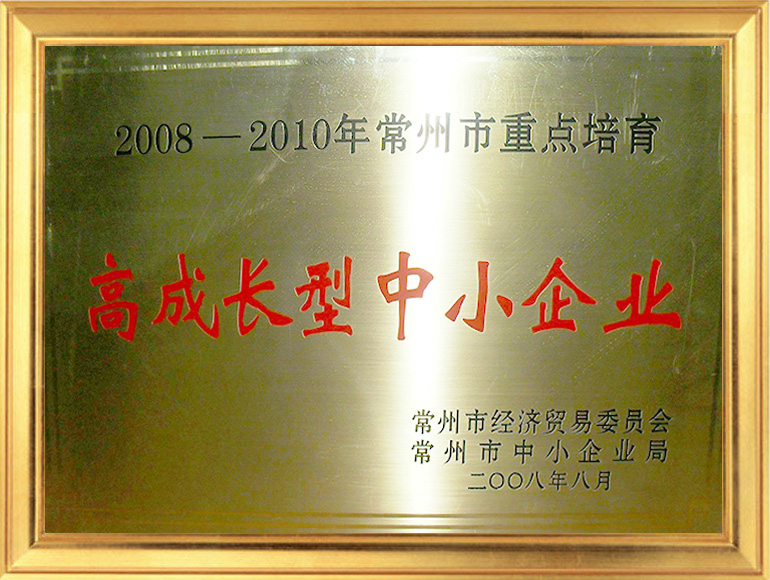 2008—2010年常州市重点培育
高成长型中小企业
常州市经济贸易委员会
常州市中小企业局
二〇〇八年八月